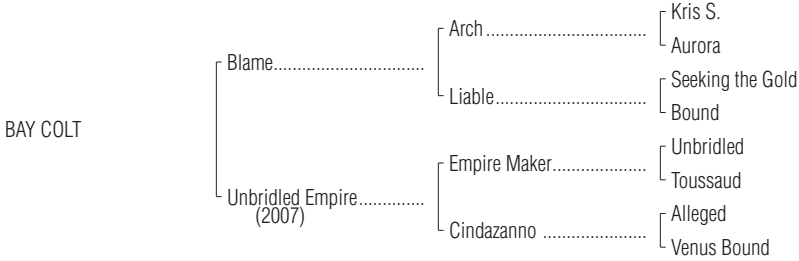 Kris S.
Arch
Aurora
Blame
Seeking the Gold
Liable
Bound
BAY COLT
Unbridled
Empire Maker
Toussaud
Unbridled Empire
(2007)
Alleged
Cindazanno
Venus Bound